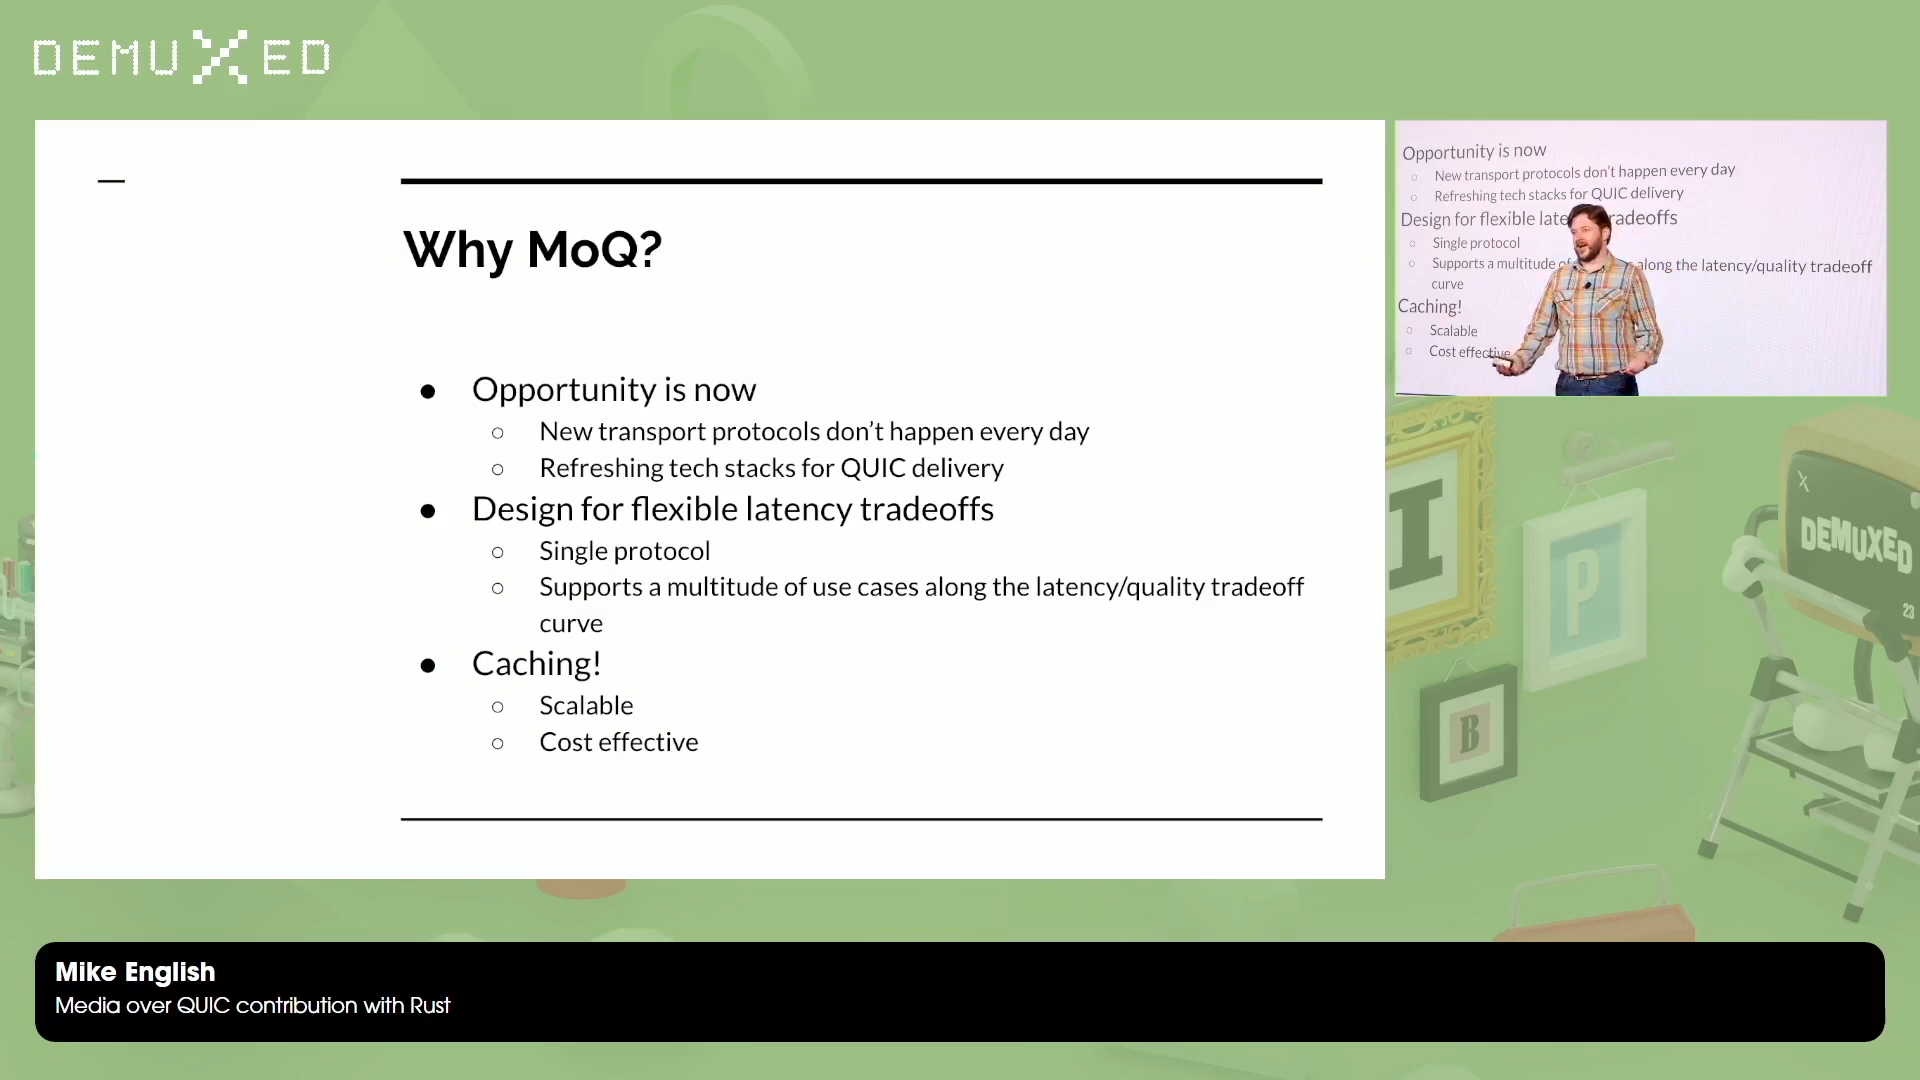 DEMUXED
Why MoQ?
● Opportunity is now
○ New transport protocols don’t happen every day
○ Refreshing tech stacks for QUIC delivery
● Design for flexible latency tradeoffs
○ Single protocol
○ Supports a multitude of use cases along the latency/quality tradeoff
curve
● Caching!
○ Scalable
○ Cost effective
Opportunity is now
○ New transport protocols don’t happen every day
○ Refreshing tech stacks for QUIC delivery
Design for flexible late radeoffs
○ Single protocol
○ Supports a multitude along the latency/quality tradeoff
curve
Caching!
○ Scalable
○ Cost effective
I
P
B
DEMUXED
23
Mike English
Media over QUIC contribution with Rust